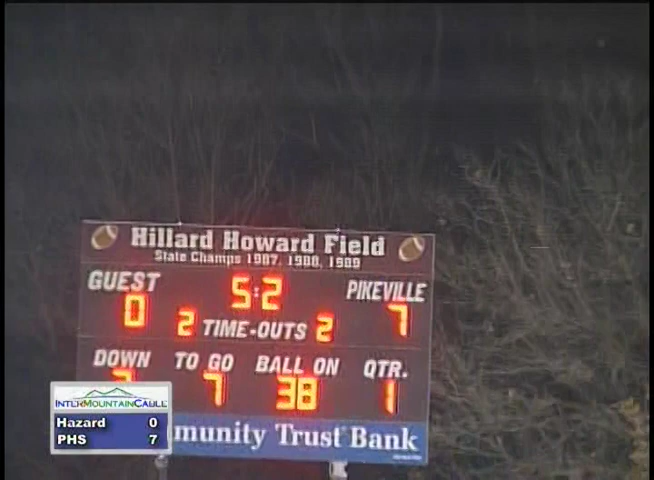 Hillard Howard Field
State Champs 1987, 1988, 1989
GUEST 5:2 PIKEVILLE
0 2 TIME-OUTS 2 7
DOWN TO GO BALL ON QTR.
7 38 1
munity Trust Bank
INTERMOUNTAINCABLE
Hazard 0
PHS 7